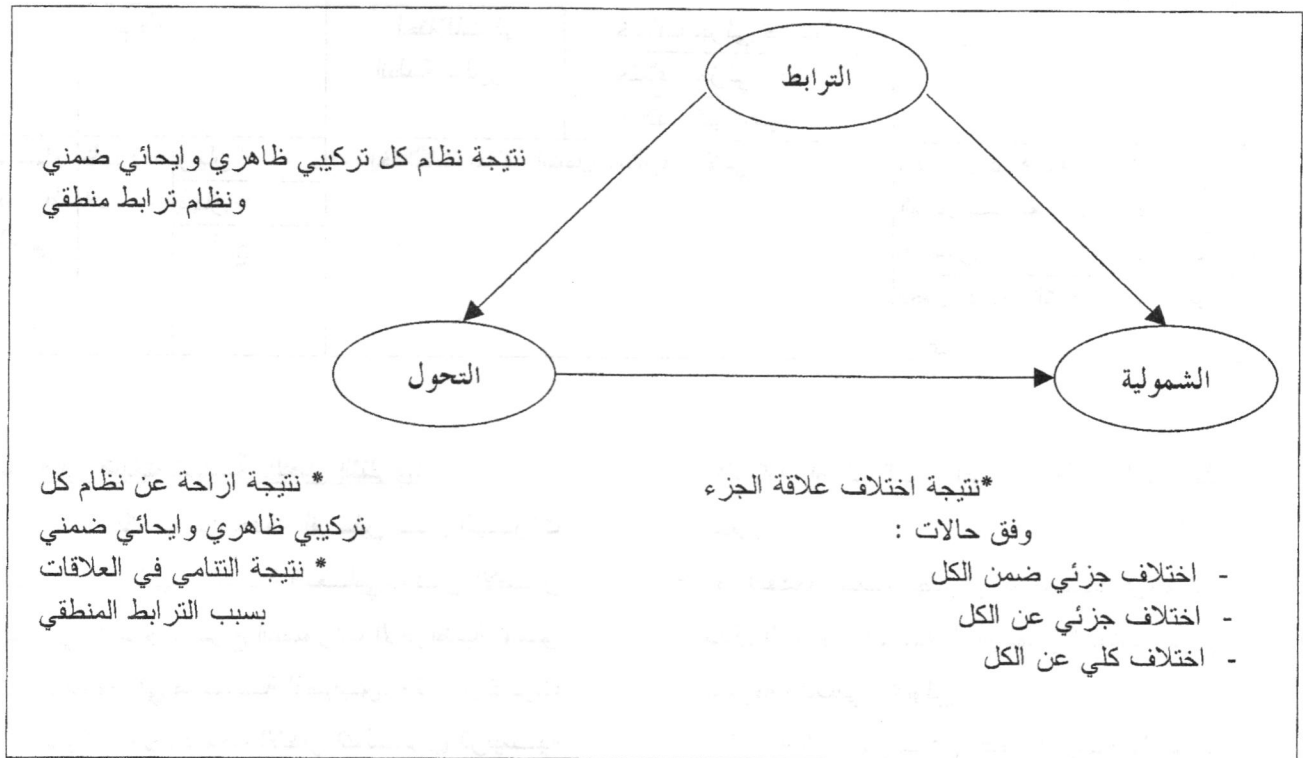 الترابط
نتيجة نظام كل تركيبي ظاهري وايحائي ضمني
ونظام ترابط منطقي
الشمولية
التحول
*نتيجة اختلاف علاقة الجزء
وفق حالات :
- اختلاف جزئي ضمن الكل
- اختلاف جزئي عن الكل
- اختلاف كلي عن الكل
* نتيجة ازاحة عن نظام كل
تركيبي ظاهري وايحائي ضمني
* نتيجة التنامي في العلاقات
بسبب الترابط المنطقي